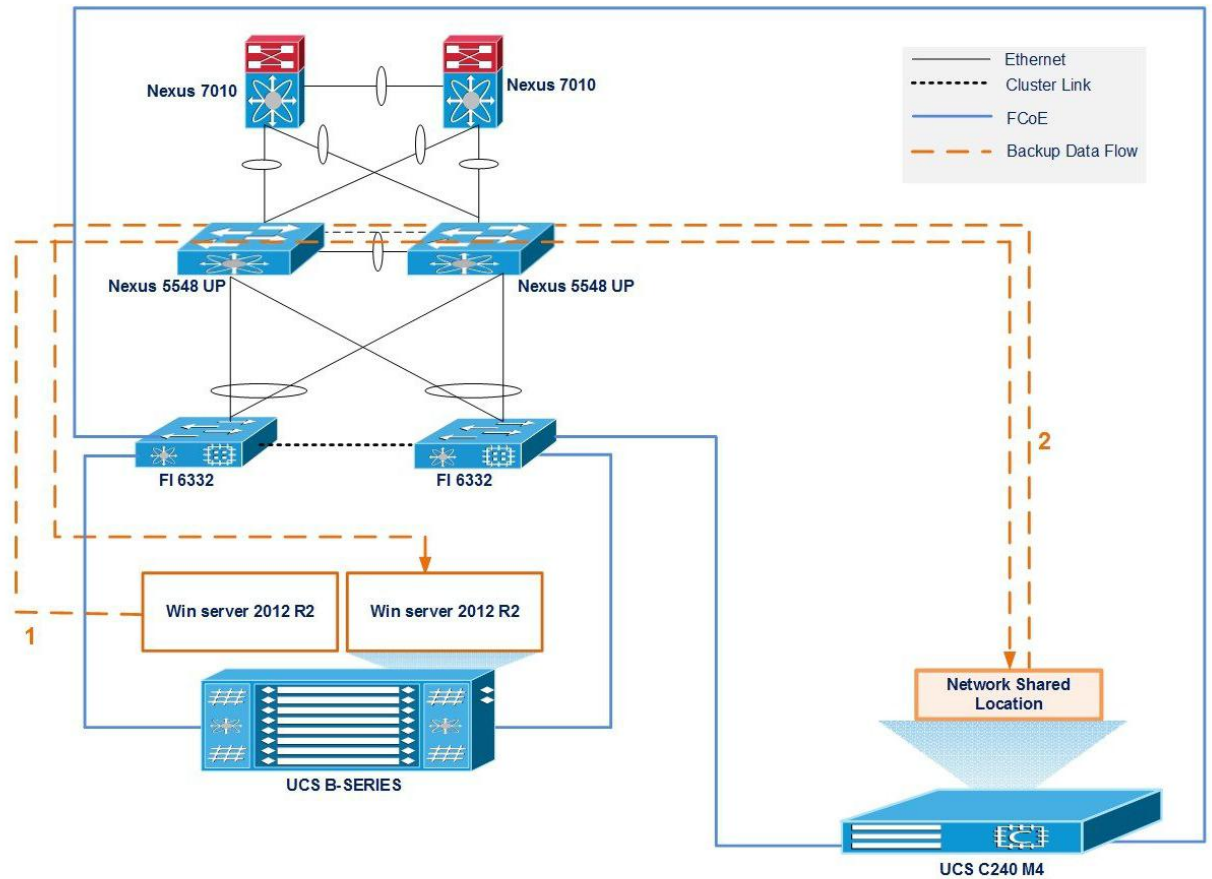 Nexus 7010
Nexus 7010
Ethernet
Cluster Link
FCoE
Backup Data Flow
Nexus 5548 UP
Nexus 5548 UP
2
FI 6332
FI 6332
Win server 2012 R2
Win server 2012 R2
1
Network Shared
Location
UCS B-SERIES
UCS C240 M4